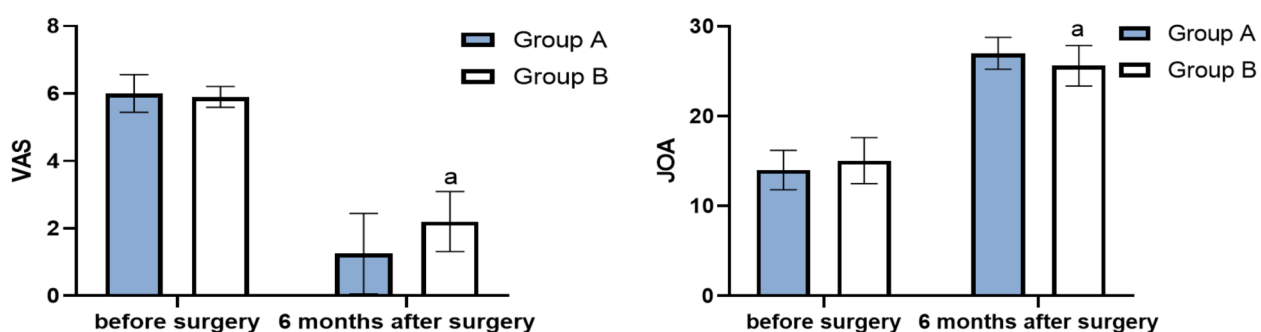 VAS
8
6
4
2
0
Group A
Group B
a
before surgery
6 months after surgery
JOA
30
20
10
0
a
Group A
Group B
before surgery
6 months after surgery